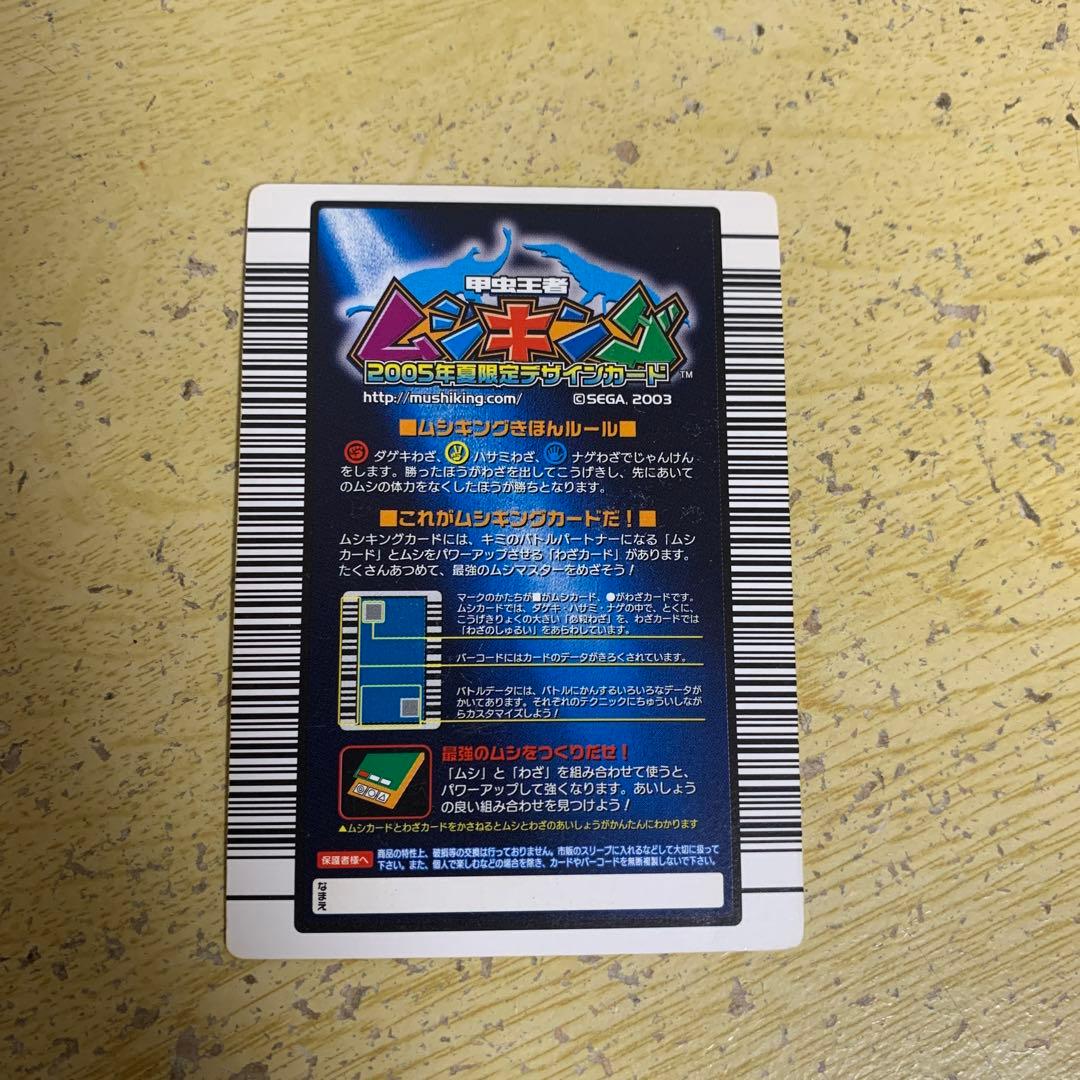 甲虫王者
ムシキング
2005年夏限定デザインカード TM
http://mushiking.com/ ©SEGA, 2003
■ムシキングきほんルール■
ダゲキわざ、ハサミわざ、ナゲわざでじゃんけん
をします。勝ったほうがわざを出してこうげきし、先にあいて
のムシの体力をなくしたほうが勝ちとなります。
■これがムシキングカードだ！■
ムシキングカードには、キミのバトルパートナーになる「ムシ
カード」とムシをパワーアップさせる「わざカード」があります。
たくさんあつめて、最強のムシマスターをめざそう！
マークのかたちが■がムシカード、●がわざカードです。
ムシカードでは、ダゲキ・ハサミ・ナゲの中で、とくに、
こうげきりょくの大きい「必殺わざ」を、わざカードでは
「わざのしゅるい」をあらわしています。
バーコードにはカードのデータがきろくされています。
バトルデータには、バトルにかんするいろいろなデータが
かいてあります。それぞれのテクニックにちゅういしなが
らカスタマイズしよう！
最強のムシをつくりだせ！
「ムシ」と「わざ」を組み合わせて使うと、
パワーアップして強くなります。あいしょう
の良い組み合わせを見つけよう！
▲ムシカードとわざカードをかさねるとムシとわざのあいしょうがかんたんにわかります
保護者様へ 商品の特性上、破損等の交換は行っておりません。市販のスリーブに入れるなどして大切に扱って
下さい。また、個人で楽しむなどの場合を除き、カードやバーコードを無断複製しないで下さい。
なまえ